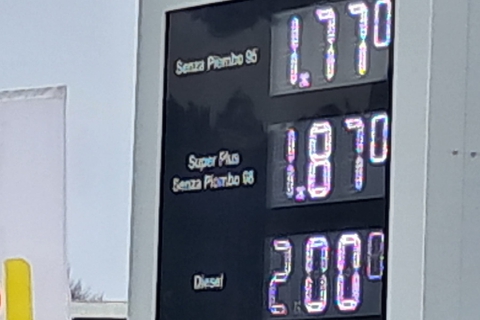 Senza Piombo 95 1.770
Super Plus
Senza Piombo 98 1.870
Diesel 2.000